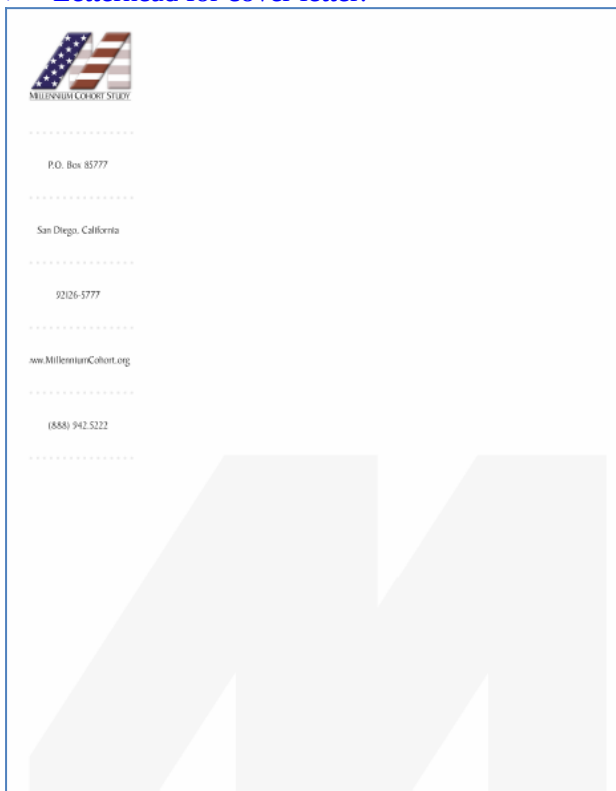 Letterhead for cover letter:
MILLENNIUM COHORT STUDY
P.O. Box 85777
San Diego, California
92126-5777
ww.MillenniumCohort.org
(888) 942.5222